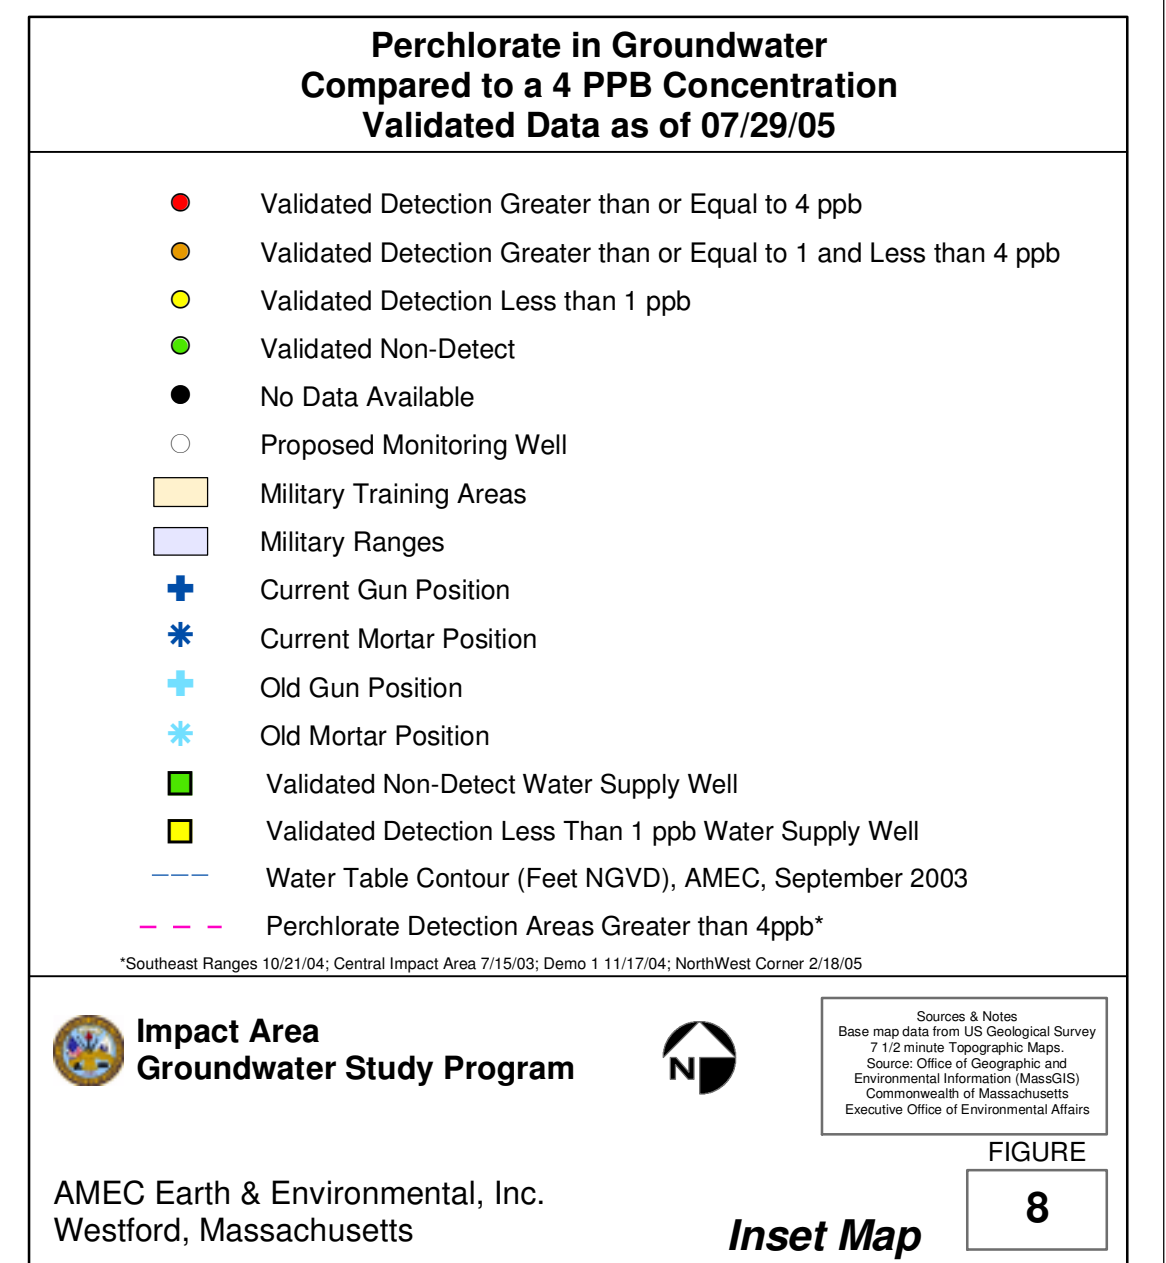 Perchlorate in Groundwater
Compared to a 4 PPB Concentration
Validated Data as of 07/29/05
Validated Detection Greater than or Equal to 4 ppb
Validated Detection Greater than or Equal to 1 and Less than 4 ppb
Validated Detection Less than 1 ppb
Validated Non-Detect
No Data Available
Proposed Monitoring Well
Military Training Areas
Military Ranges
Current Gun Position
Current Mortar Position
Old Gun Position
Old Mortar Position
Validated Non-Detect Water Supply Well
Validated Detection Less Than 1 ppb Water Supply Well
Water Table Contour (Feet NGVD), AMEC, September 2003
Perchlorate Detection Areas Greater than 4ppb*
*Southeast Ranges 10/21/04; Central Impact Area 7/15/03; Demo 1 11/17/04; NorthWest Corner 2/18/05
Impact Area
Groundwater Study Program
N
Sources & Notes
Base map data from US Geological Survey
7 1/2 minute Topographic Maps.
Source: Office of Geographic and
Environmental Information (MassGIS)
Commonwealth of Massachusetts
Executive Office of Environmental Affairs
AMEC Earth & Environmental, Inc.
Westford, Massachusetts
Inset Map
FIGURE
8